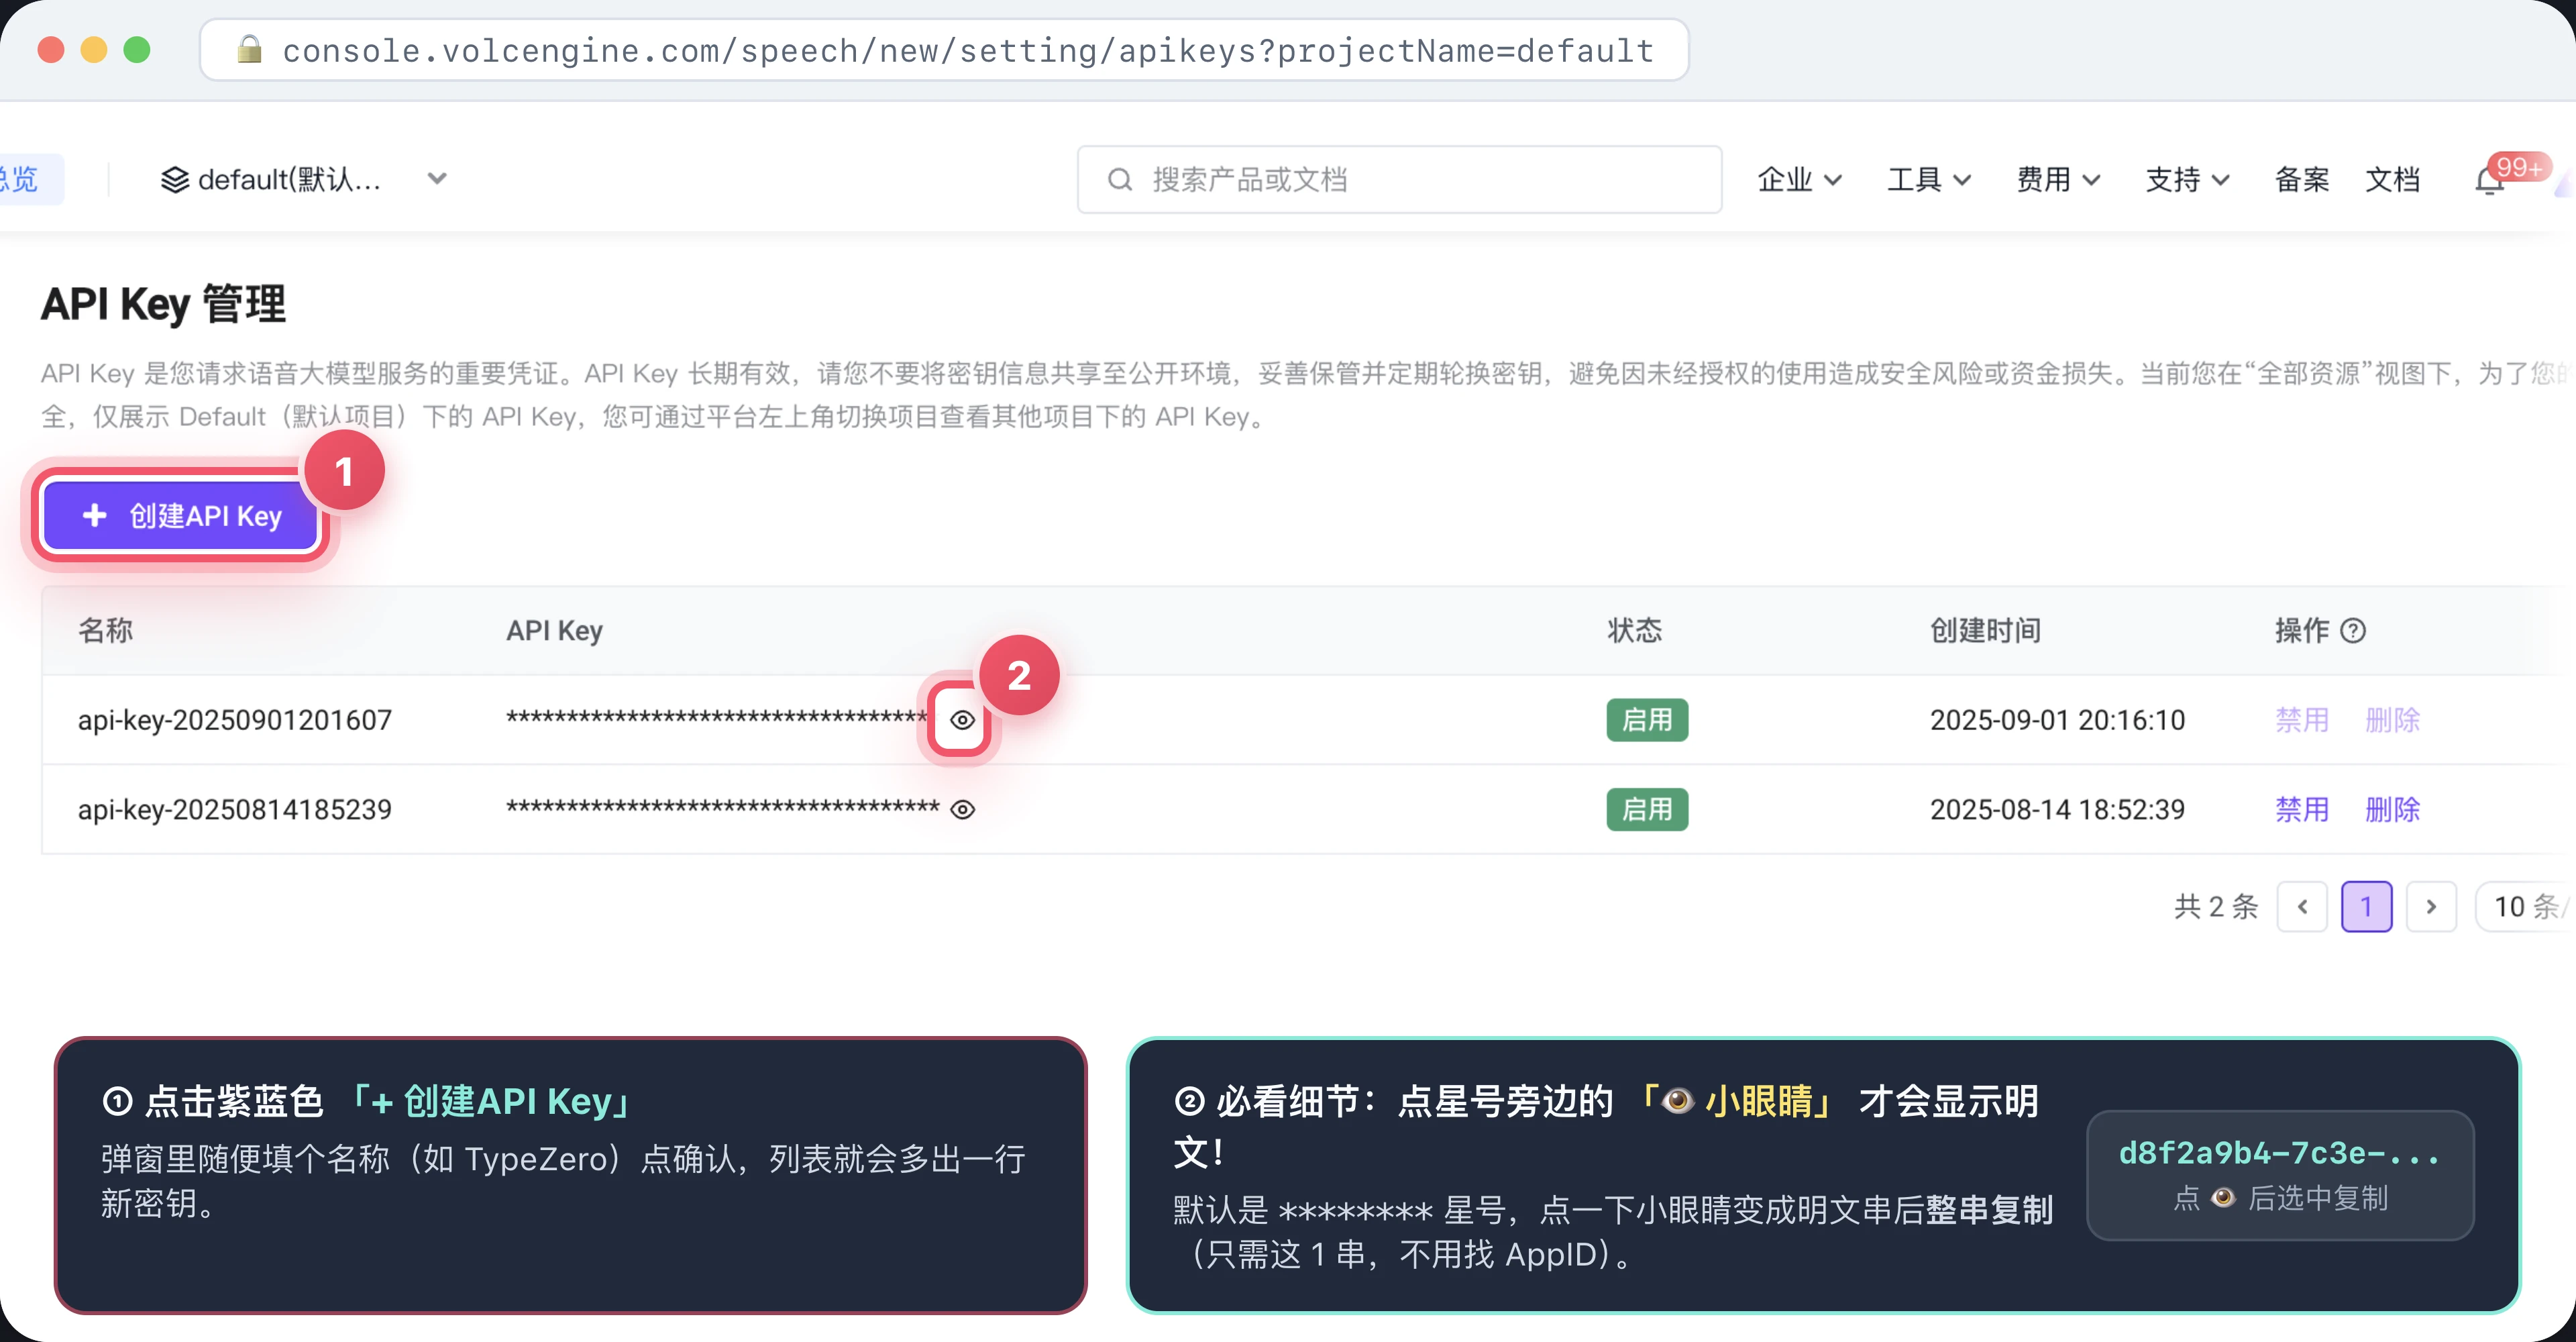 console.volcengine.com/speech/new/setting/apikeys?projectName=default
总览 default(默认... 搜索产品或文档 企业 工具 费用 支持 备案 文档 99+
API Key 管理
API Key 是您请求语音大模型服务的重要凭证。API Key 长期有效，请您不要将密钥信息共享至公开环境，妥善保管并定期轮换密钥，避免因未经授权的使用造成安全风险或资金损失。当前您在“全部资源”视图下，为了您的
全，仅展示 Default（默认项目）下的 API Key，您可通过平台左上角切换项目查看其他项目下的 API Key。
1
+ 创建API Key
名称 API Key 状态 创建时间 操作 ?
2
api-key-20250901201607 *********************************** 启用 2025-09-01 20:16:10 禁用 删除
api-key-20250814185239 ************************************ 启用 2025-08-14 18:52:39 禁用 删除
共 2 条 < 1 > 10 条/
① 点击紫蓝色 「+ 创建API Key」
弹窗里随便填个名称（如 TypeZero）点确认，列表就会多出一行
新密钥。
② 必看细节：点星号旁边的 「👁️ 小眼睛」 才会显示明
文！
默认是 ******** 星号，点一下小眼睛变成明文串后整串复制
（只需这 1 串，不用找 AppID）。
d8f2a9b4-7c3e-...
点 👁️ 后选中复制